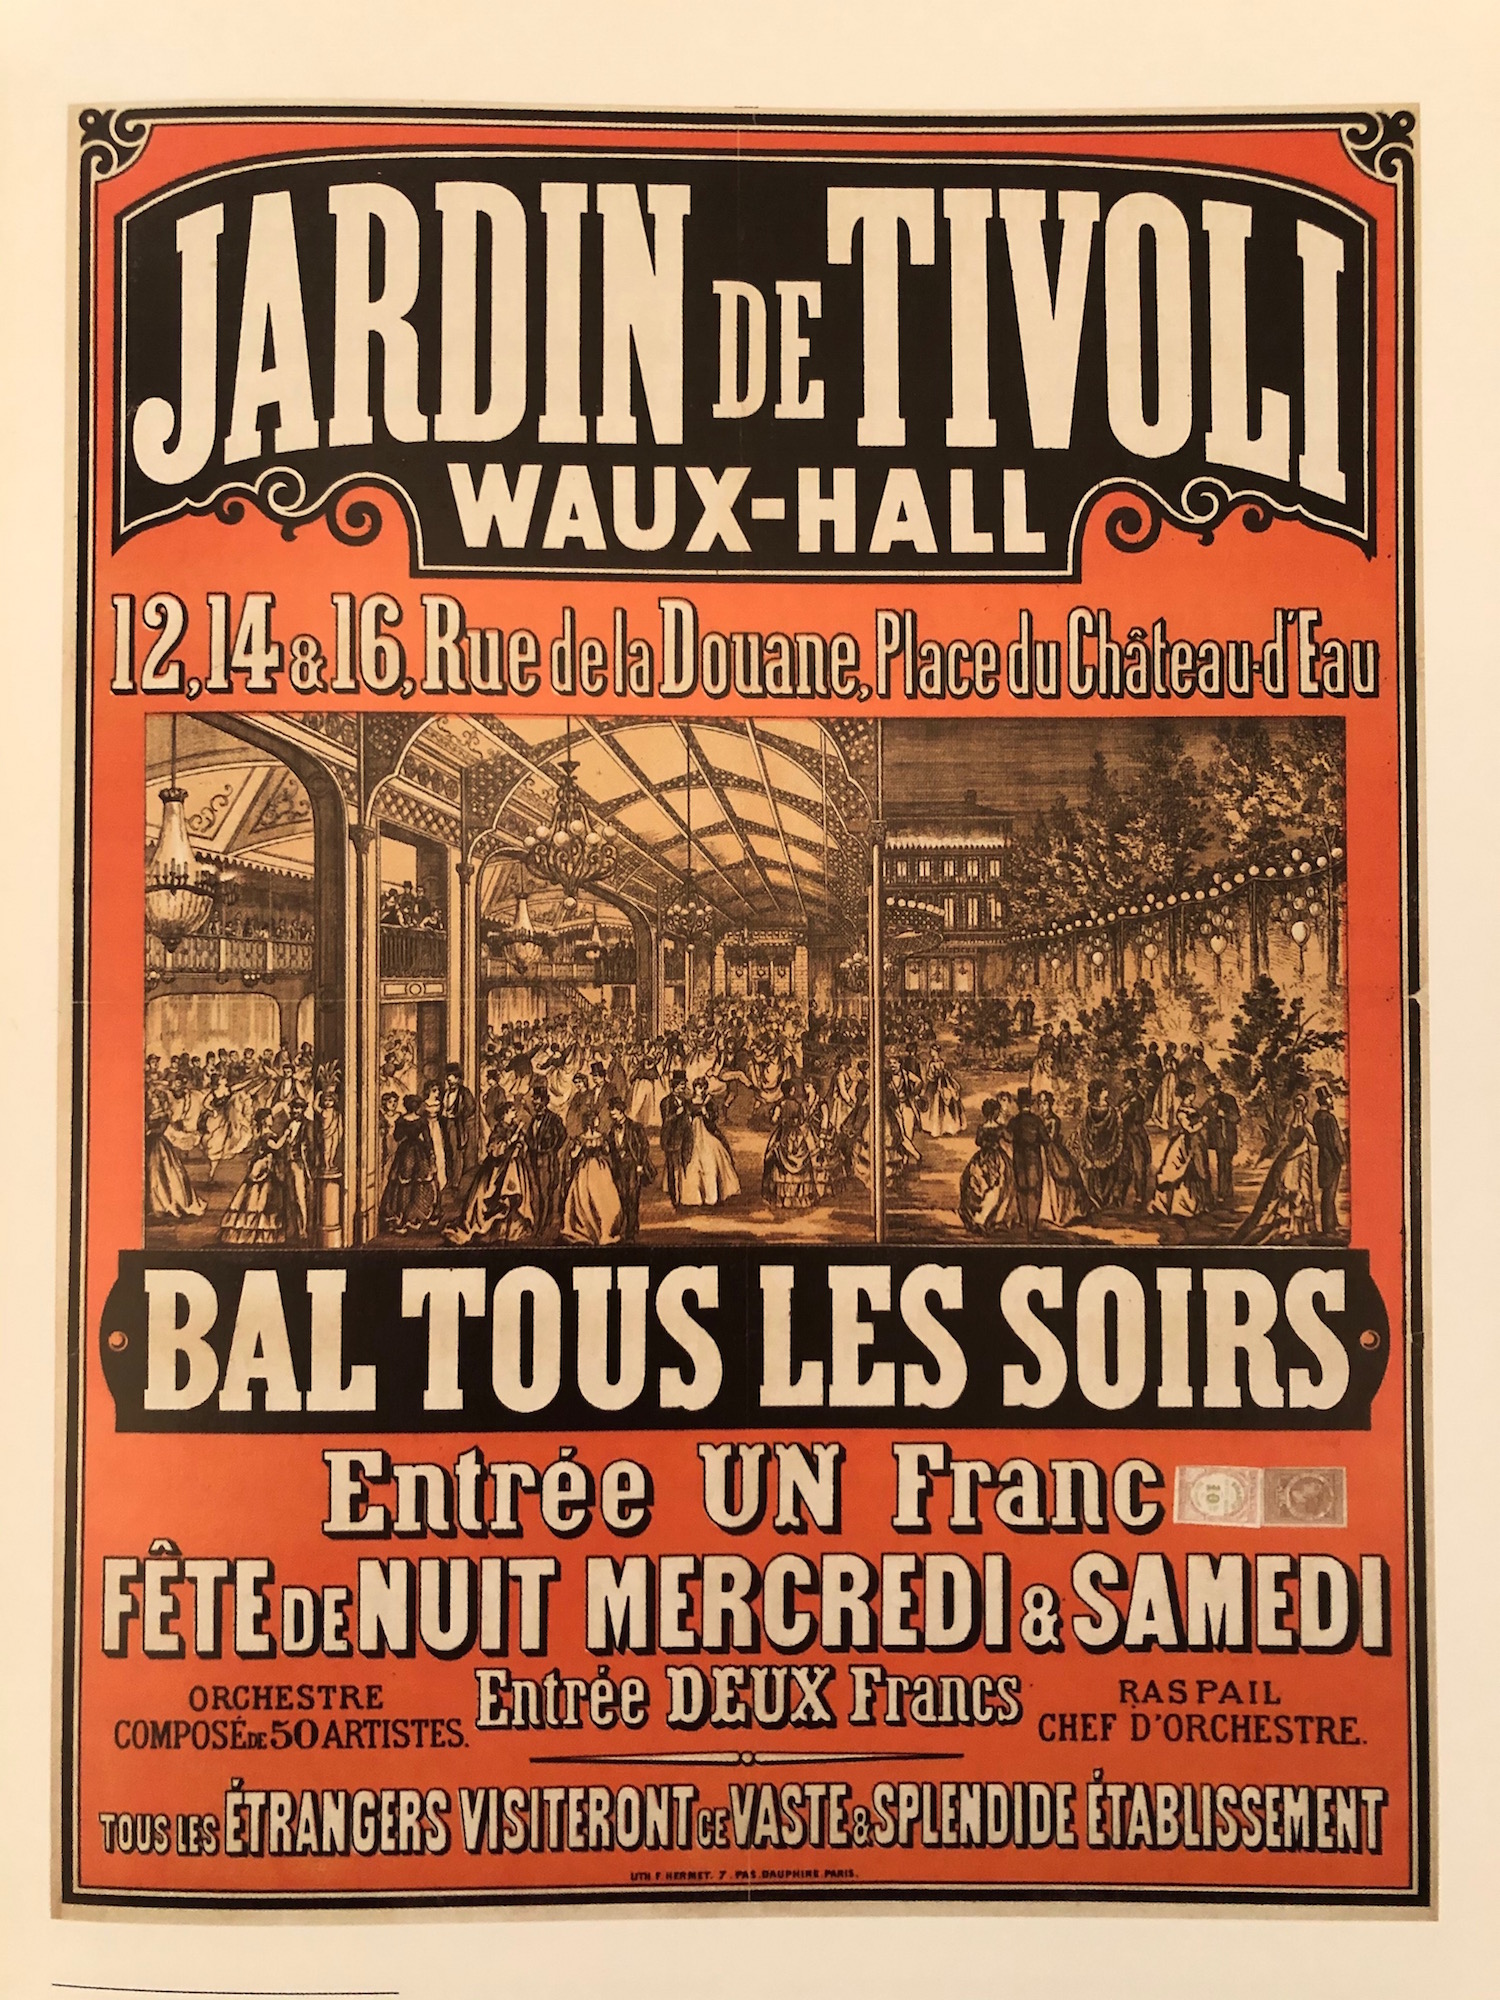 JARDIN DE TIVOLI
WAUX-HALL
12, 14 & 16, Rue de la Douane, Place du Château-d'Eau
BAL TOUS LES SOIRS
Entrée UN Franc
10
FÊTE DE NUIT MERCREDI & SAMEDI
ORCHESTRE
COMPOSÉ DE 50 ARTISTES.
Entrée DEUX Francs
RASPAIL
CHEF D'ORCHESTRE.
TOUS LES ÉTRANGERS VISITERONT CE VASTE & SPLENDIDE ÉTABLISSEMENT
LITH F HERMET. 7. PAS. DAUPHINE PARIS.